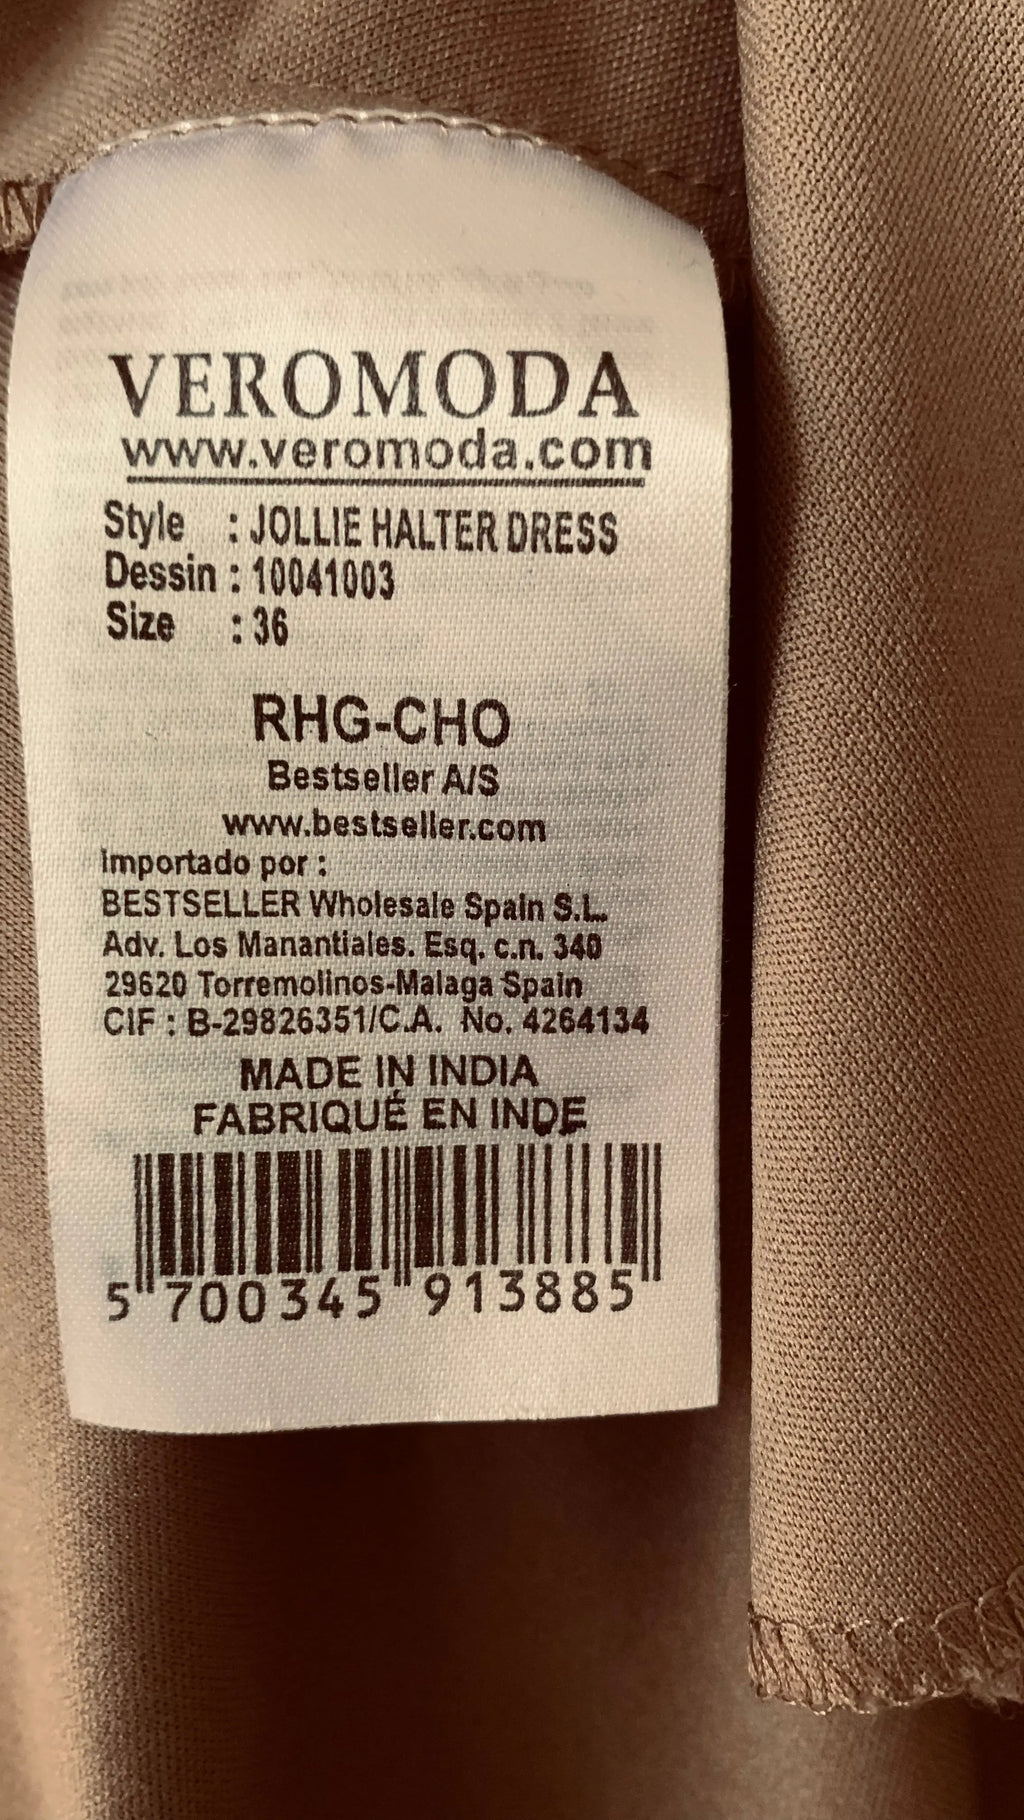 VEROMODA
www.veromoda.com
Style : JOLLIE HALTER DRESS
Dessin : 10041003
Size : 36
RHG-CHO
Bestseller A/S
www.bestseller.com
Importado por :
BESTSELLER Wholesale Spain S.L.
Adv. Los Manantiales. Esq. c.n. 340
29620 Torremolinos-Malaga Spain
CIF : B-29826351/C.A. No. 4264134
MADE IN INDIA
FABRIQUÉ EN INDE
5 700345 913885